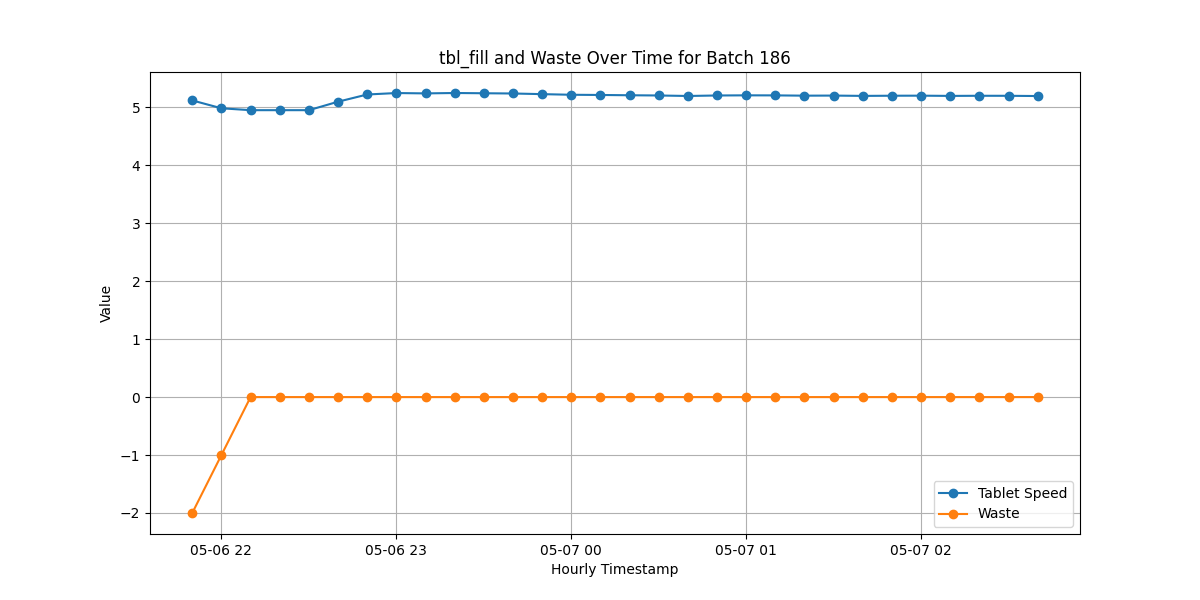 tbl_fill and Waste Over Time for Batch 186
Value
5
4
3
2
1
0
−1
−2
Tablet Speed
Waste
05-06 22 05-06 23 05-07 00 05-07 01 05-07 02
Hourly Timestamp